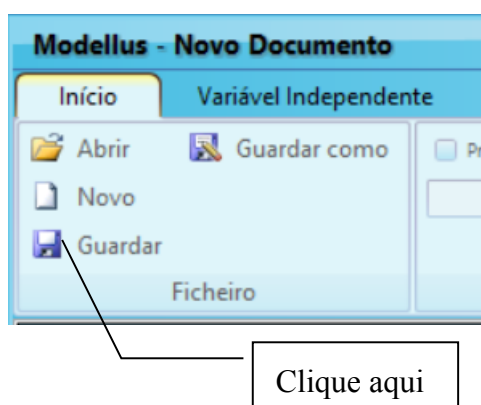 Modellus - Novo Documento
Início Variável Independente
Abrir Guardar como
Novo
Guardar
Ficheiro
Clique aqui